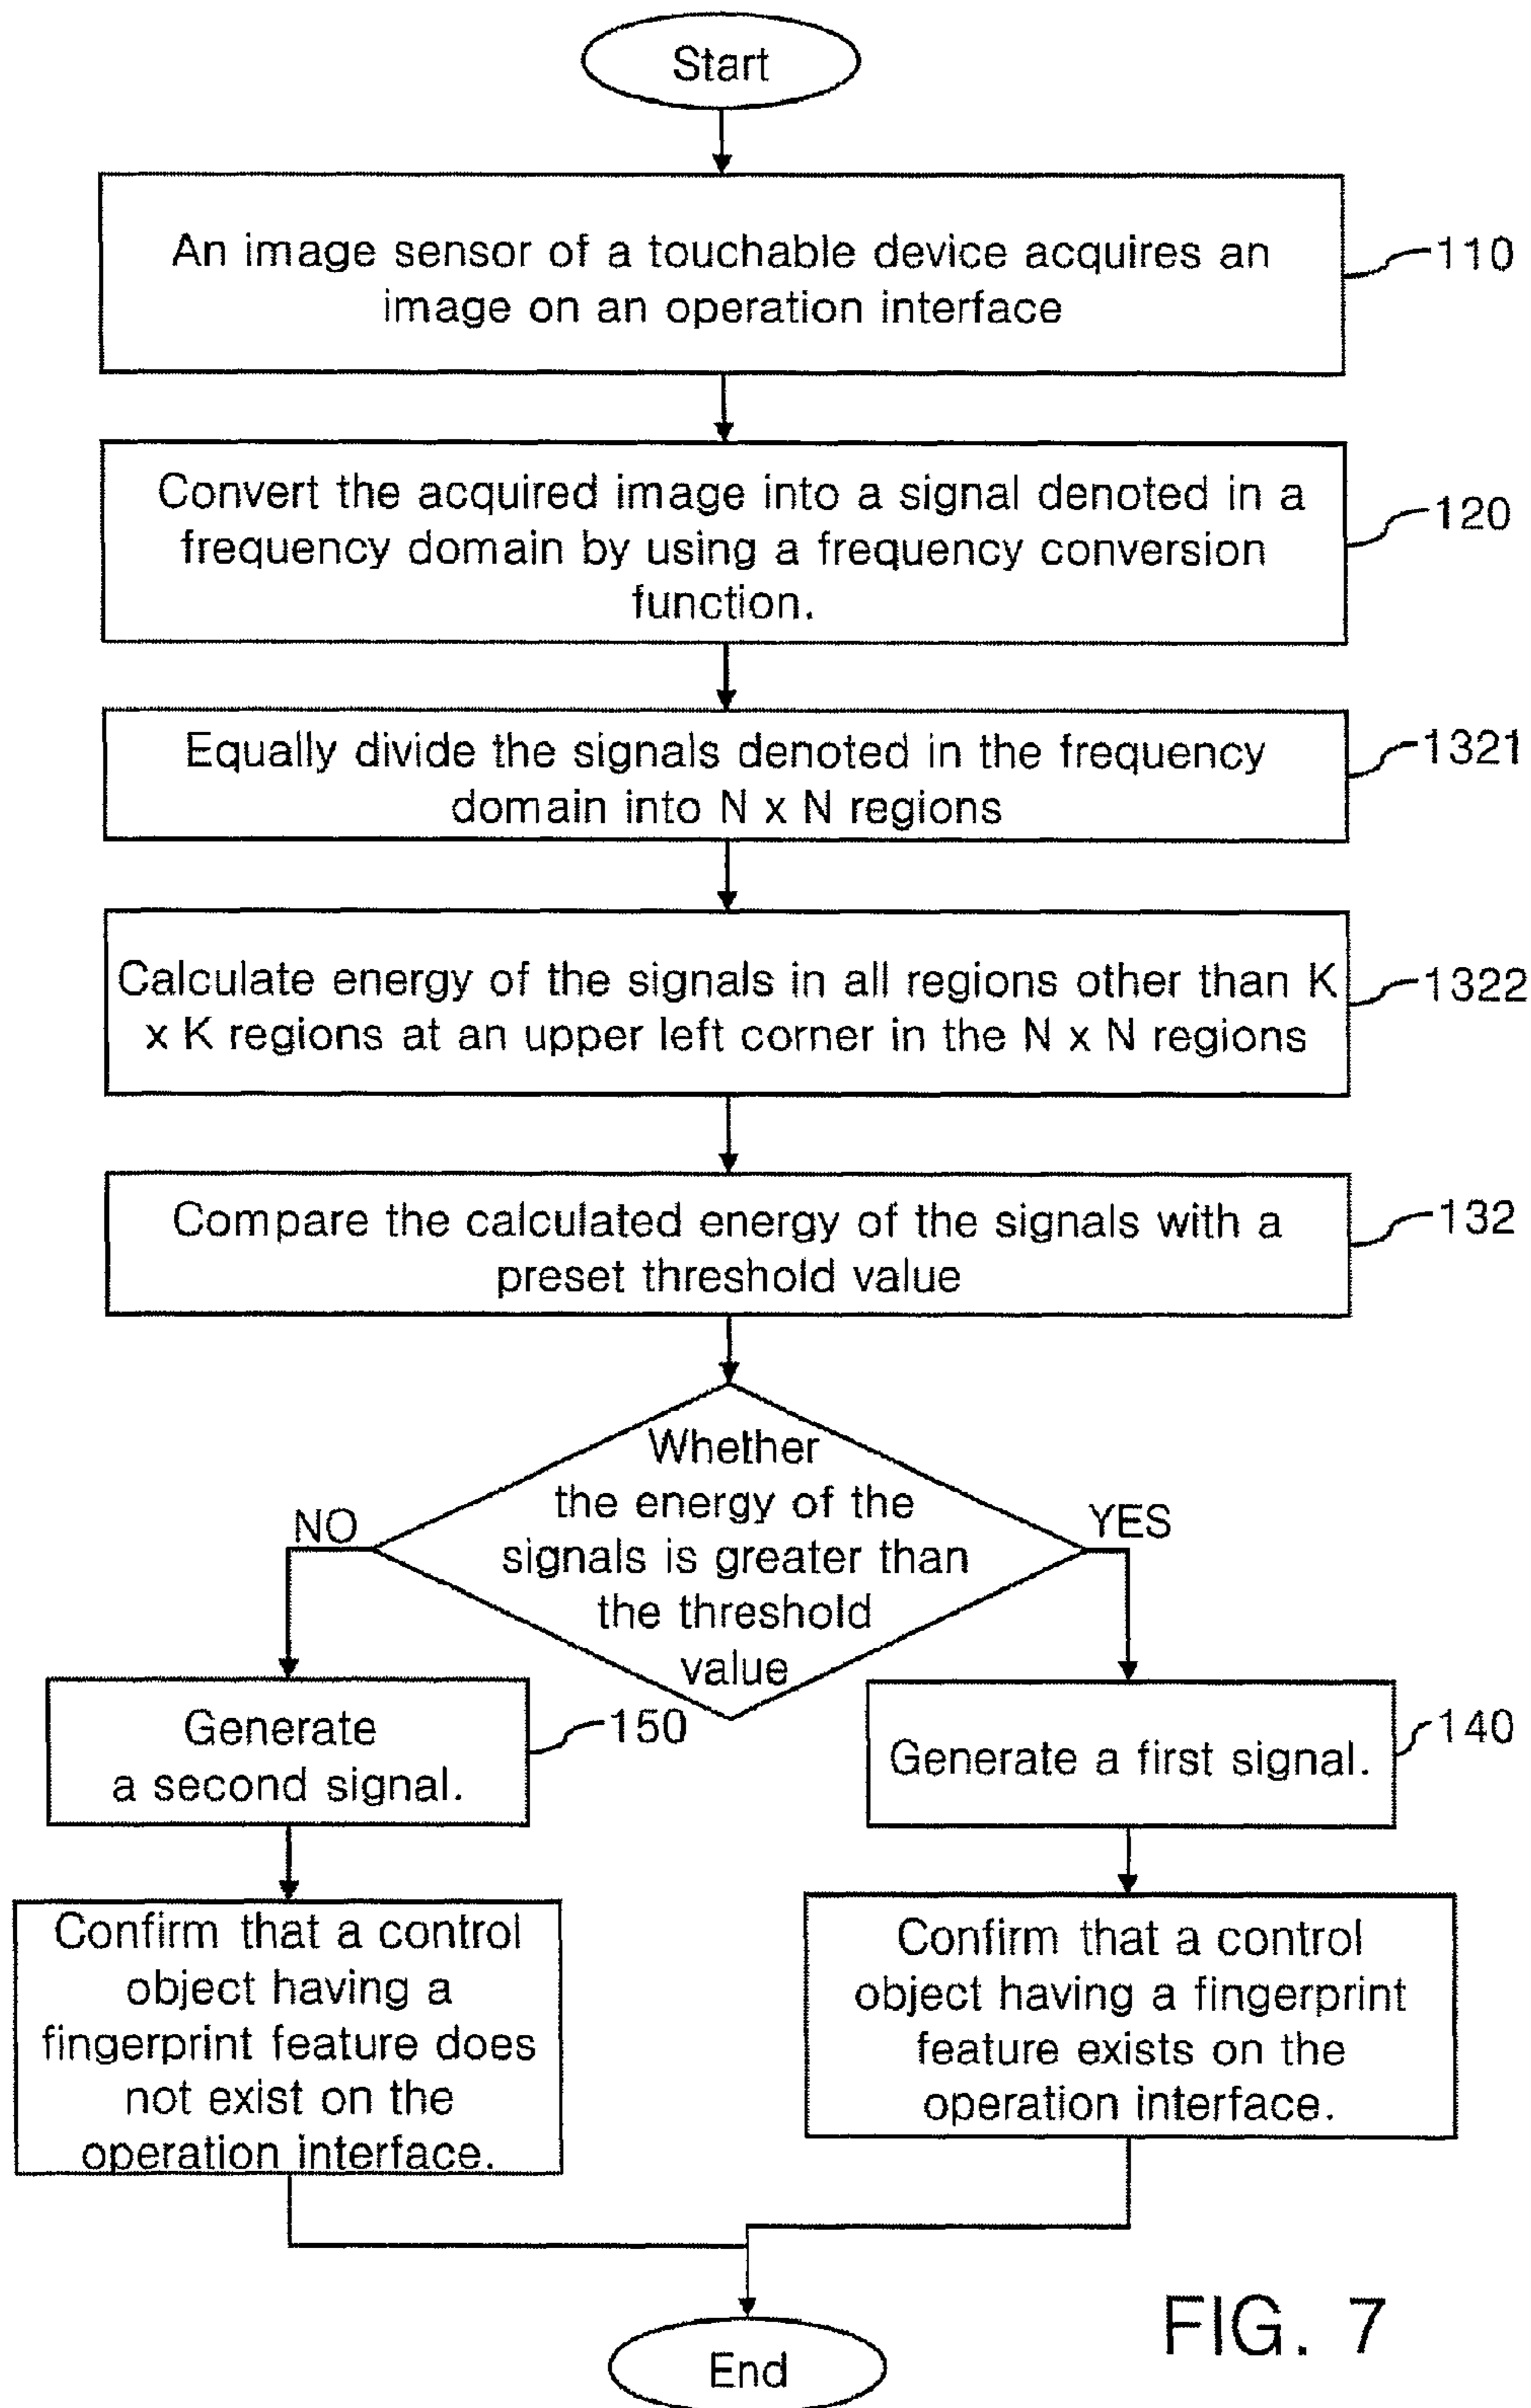 Start
An image sensor of a touchable device acquires an
image on an operation interface
110
Convert the acquired image into a signal denoted in a
frequency domain by using a frequency conversion
function.
120
Equally divide the signals denoted in the frequency
domain into N x N regions
1321
Calculate energy of the signals in all regions other than K
x K regions at an upper left corner in the N x N regions
1322
Compare the calculated energy of the signals with a
preset threshold value
132
Whether
the energy of the
signals is greater than
the threshold
value
NO
YES
Generate
a second signal.
150
Generate a first signal.
140
Confirm that a control
object having a
fingerprint feature does
not exist on the
operation interface.
Confirm that a control
object having a fingerprint
feature exists on the
operation interface.
End
FIG. 7